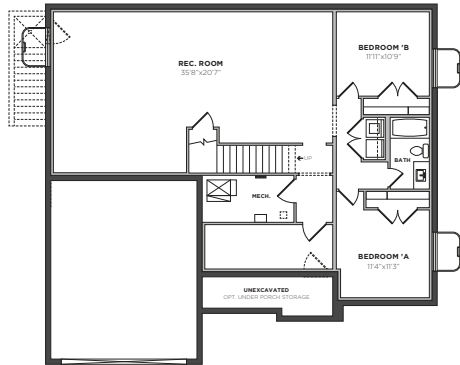 REC. ROOM
35'8"x20'7"
BEDROOM 'B
11'11"x10'9"
UP
BATH
MECH.
BEDROOM 'A
11'4"x11'3"
UNEXCAVATED
OPT. UNDER PORCH STORAGE